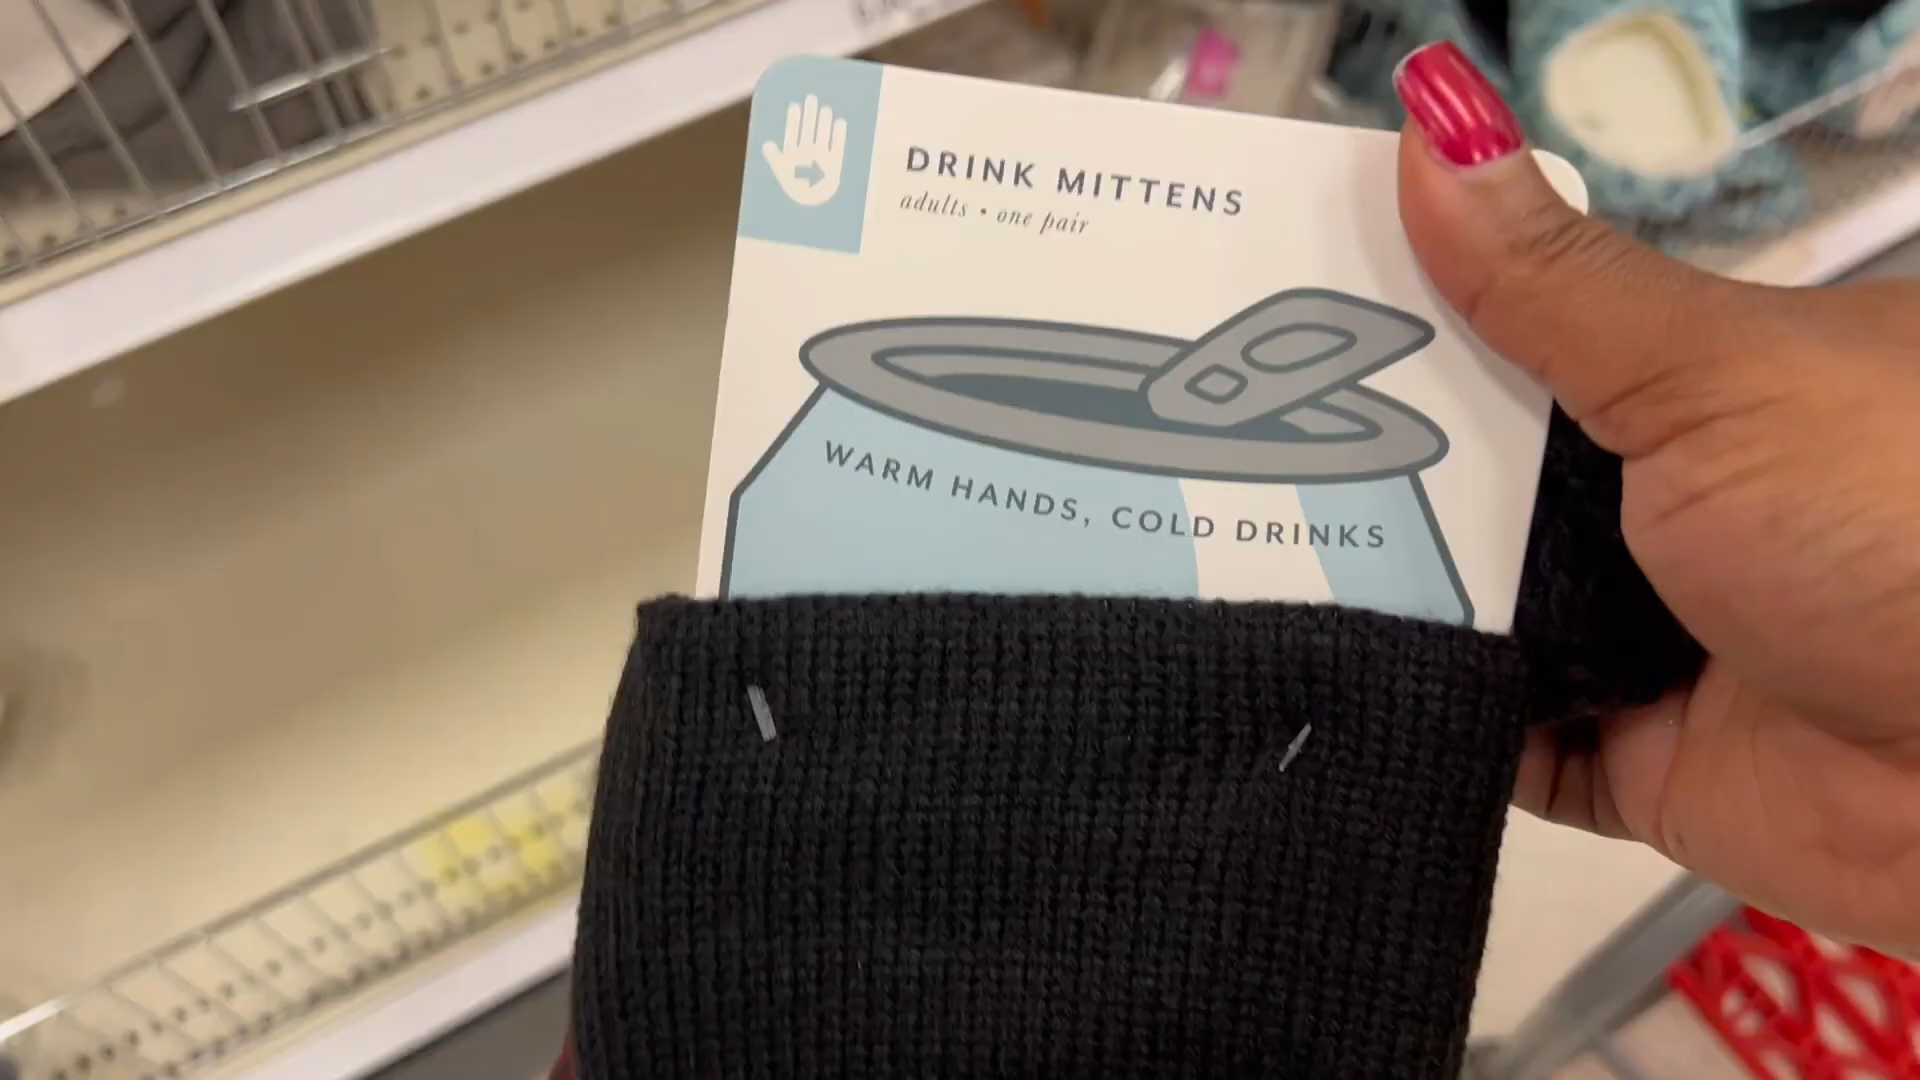 DRINK MITTENS
adults • one pair
WARM HANDS, COLD DRINKS